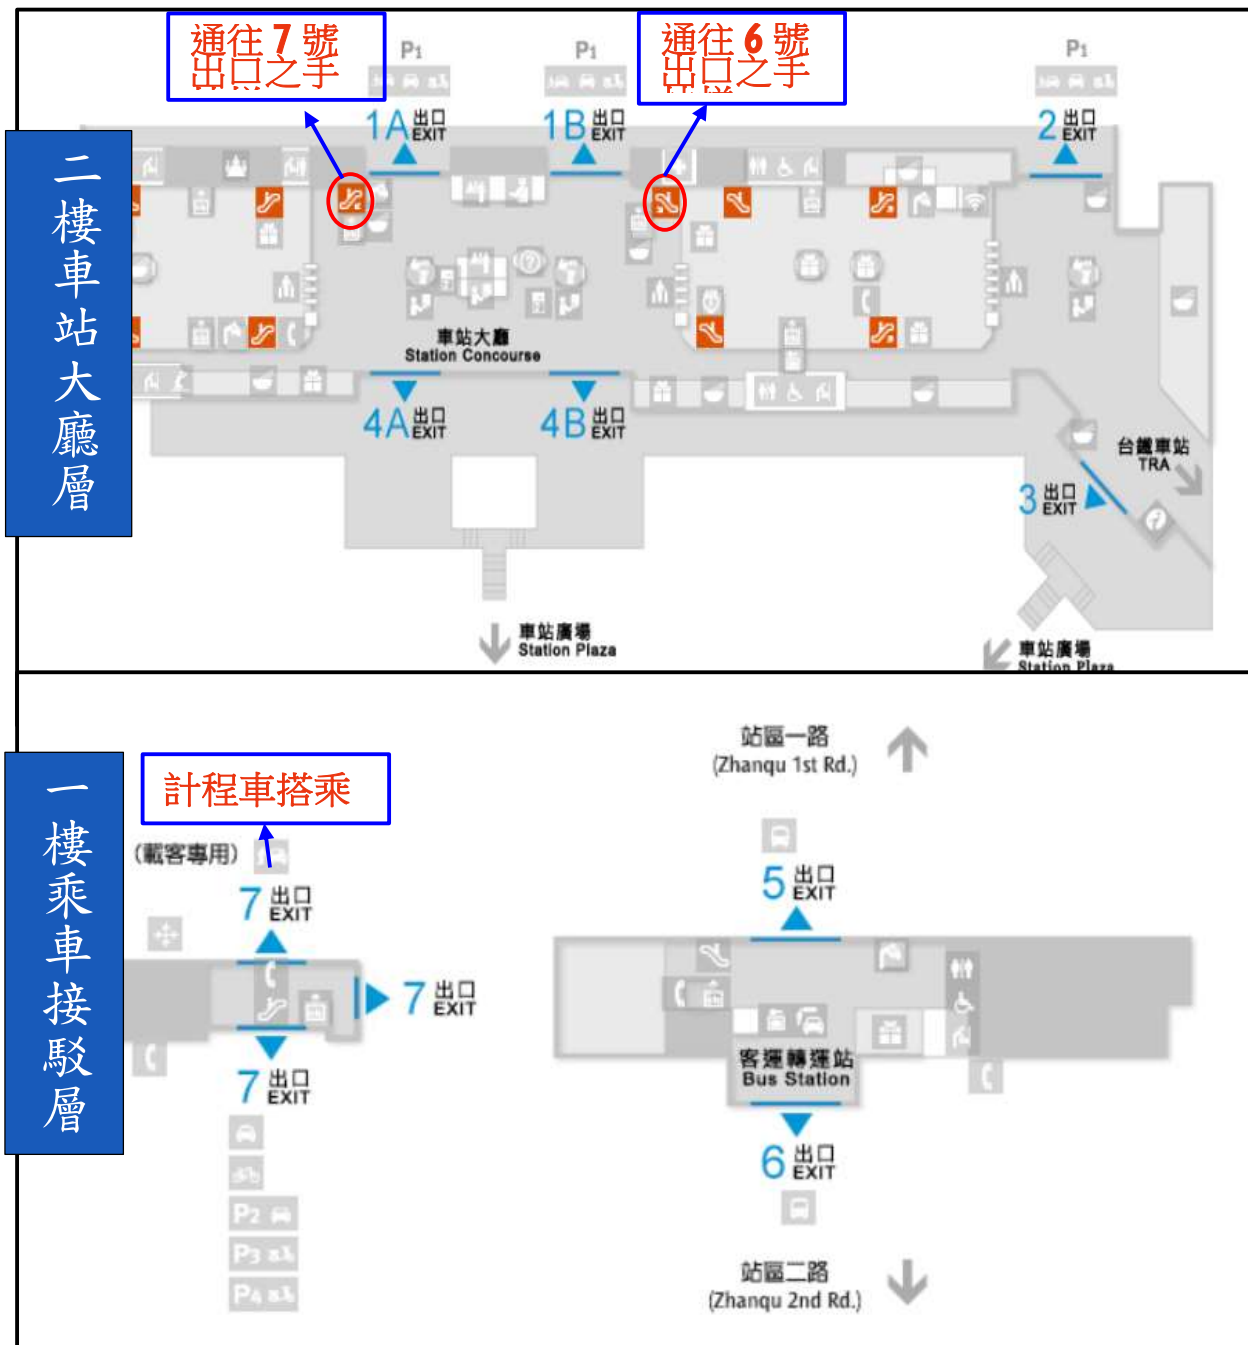 通往 7 號
出口之手
通往 6 號
出口之手
P1
P1
P1
1A 出口 EXIT
1B 出口 EXIT
2 出口 EXIT
二樓車站大廳層
車站大廳
Station Concourse
4A 出口 EXIT
4B 出口 EXIT
台鐵車站
TRA
3 出口 EXIT
車站廣場
Station Plaza
車站廣場
Station Plaza
站區一路
(Zhanqu 1st Rd.)
一樓乘車接駁層
計程車搭乘
(載客專用)
7 出口 EXIT
5 出口 EXIT
7 出口 EXIT
客運轉運站
Bus Station
7 出口 EXIT
6 出口 EXIT
P2
P3
P4
站區二路
(Zhanqu 2nd Rd.)